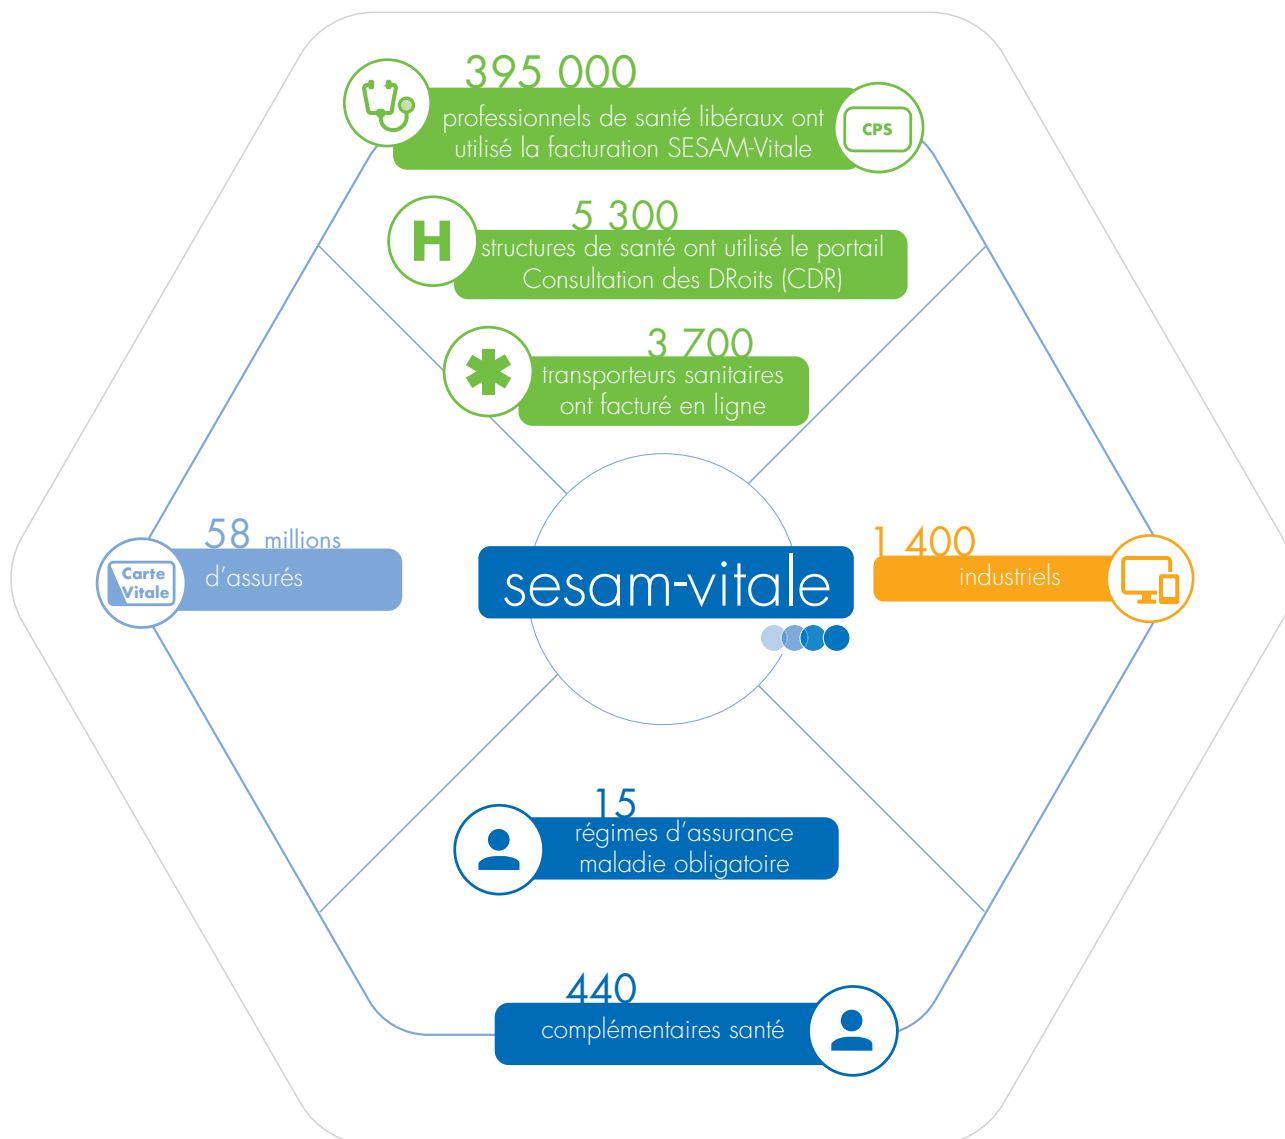 395 000
professionnels de santé libéraux ont
utilisé la facturation SESAM-Vitale
CPS
5 300
H
structures de santé ont utilisé le portail
Consultation des DRoits (CDR)
3 700
transporteurs sanitaires
ont facturé en ligne
58 millions
d'assurés
Carte
Vitale
sesam-vitale
1 400
industriels
15
régimes d'assurance
maladie obligatoire
440
complémentaires santé